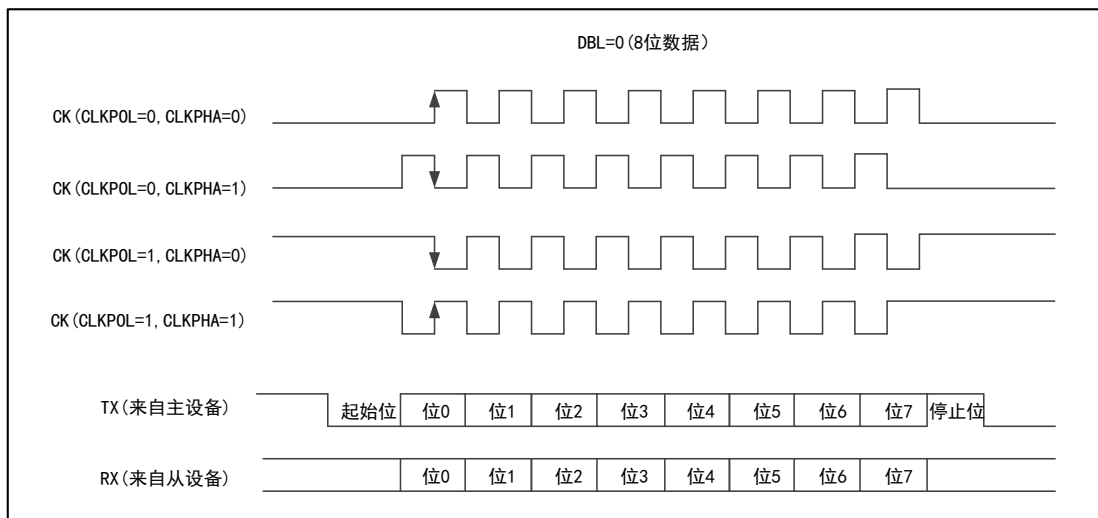 DBL=0(8位数据)
CK(CLKPOL=0,CLKPHA=0)
CK(CLKPOL=0,CLKPHA=1)
CK(CLKPOL=1,CLKPHA=0)
CK(CLKPOL=1,CLKPHA=1)
TX(来自主设备) 起始位 位0 位1 位2 位3 位4 位5 位6 位7 停止位
RX(来自从设备) 位0 位1 位2 位3 位4 位5 位6 位7